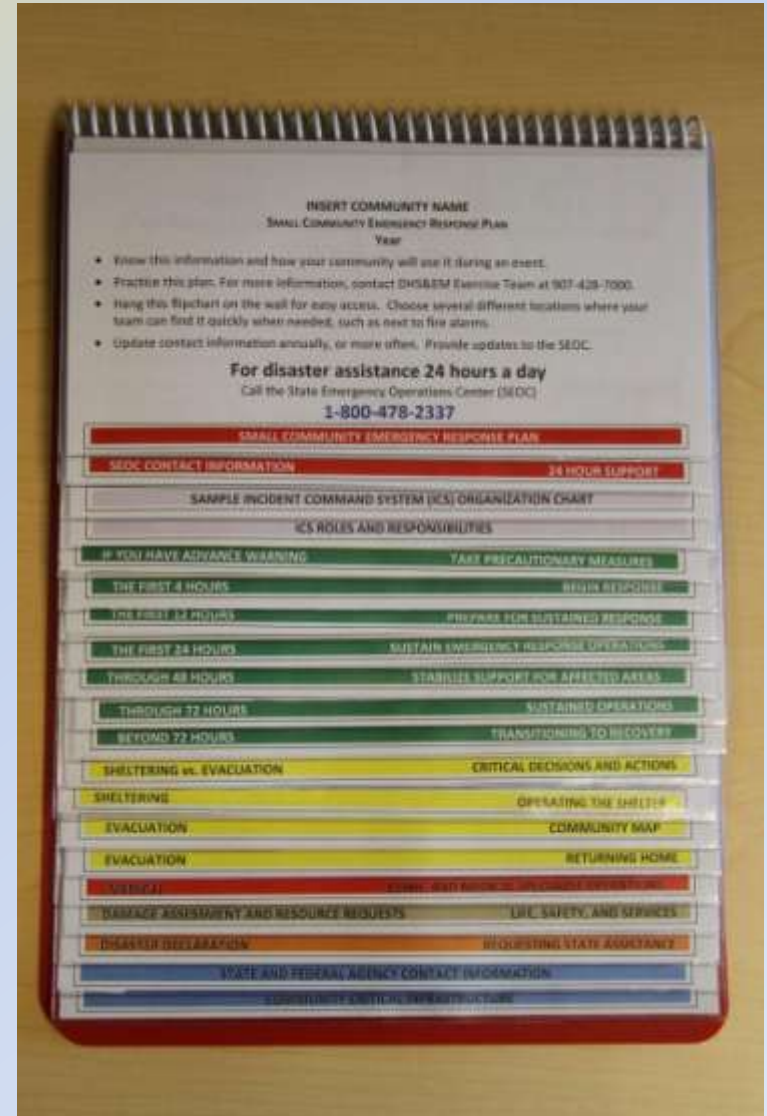 INSERT COMMUNITY NAME
SMALL COMMUNITY EMERGENCY RESPONSE PLAN
Year
• Know this information and how your community will use it during an event.
• Practice this plan. For more information, contact DHS&EM Exercise Team at 907-428-7000.
• Hang this flipchart on the wall for easy access. Choose several different locations where your
team can find it quickly when needed, such as next to fire alarms.
• Update contact information annually, or more often. Provide updates to the SEOC.
For disaster assistance 24 hours a day
Call the State Emergency Operations Center (SEOC)
1-800-478-2337
SMALL COMMUNITY EMERGENCY RESPONSE PLAN
SEOC CONTACT INFORMATION 24 HOUR SUPPORT
SAMPLE INCIDENT COMMAND SYSTEM (ICS) ORGANIZATION CHART
ICS ROLES AND RESPONSIBILITIES
IF YOU HAVE ADVANCE WARNING TAKE PRECAUTIONARY MEASURES
THE FIRST 4 HOURS BEGIN RESPONSE
THE FIRST 12 HOURS PREPARE FOR SUSTAINED RESPONSE
THE FIRST 24 HOURS SUSTAIN EMERGENCY RESPONSE OPERATIONS
THROUGH 48 HOURS STABILIZE SUPPORT FOR AFFECTED AREAS
THROUGH 72 HOURS SUSTAINED OPERATIONS
BEYOND 72 HOURS TRANSITIONING TO RECOVERY
SHELTERING vs. EVACUATION CRITICAL DECISIONS AND ACTIONS
SHELTERING OPERATING THE SHELTER
EVACUATION COMMUNITY MAP
EVACUATION RETURNING HOME
MEDICAL AND MEDICAL
DAMAGE ASSESSMENT AND RESOURCE REQUESTS LIFE, SAFETY, AND SERVICES
DISASTER DECLARATION REQUESTING STATE ASSISTANCE
STATE AND FEDERAL AGENCY CONTACT INFORMATION
COMMUNITY CRITICAL INFRASTRUCTURE